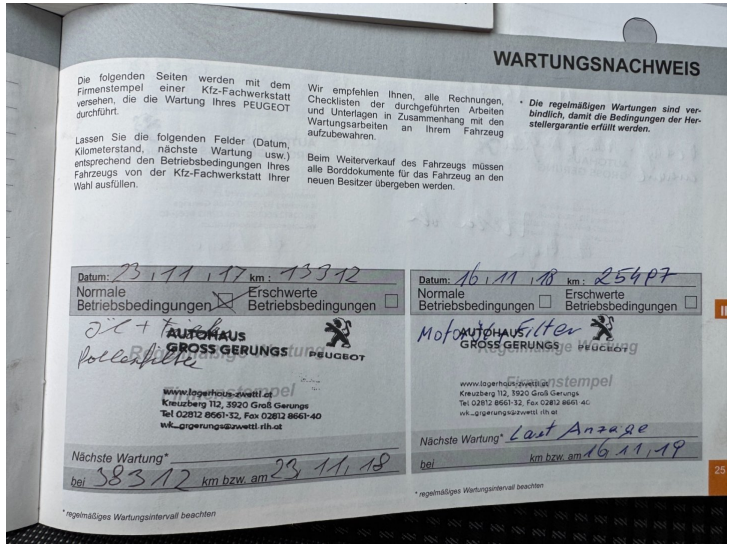 WARTUNGSNACHWEIS
Die folgenden Seiten werden mit dem
Firmenstempel einer Kfz-Fachwerkstatt
versehen, die die Wartung Ihres PEUGEOT
durchführt.
Lassen Sie die folgenden Felder (Datum,
Kilometerstand, nächste Wartung usw.)
entsprechend den Betriebsbedingungen Ihres
Fahrzeugs von der Kfz-Fachwerkstatt Ihrer
Wahl ausfüllen.
Wir empfehlen Ihnen, alle Rechnungen,
Checklisten der durchgeführten Arbeiten
und Unterlagen in Zusammenhang mit den
Wartungsarbeiten an Ihrem Fahrzeug
aufzubewahren.
Beim Weiterverkauf des Fahrzeugs müssen
alle Borddokumente für das Fahrzeug an den
neuen Besitzer übergeben werden.
• Die regelmäßigen Wartungen sind ver-
bindlich, damit die Bedingungen der Her-
stellergarantie erfüllt werden.
Datum: 23,11,17 km: 13312
Normale
Betriebsbedingungen
Erschwerte
Betriebsbedingungen
Öl +
Pollenfilter
AUTOHAUS
GROSS GERUNGS
PEUGEOT
Regelmäßige Wartung
Firmenstempel
www.lagerhaus-zwettl.at
Kreuzberg 112, 3920 Groß Gerungs
Tel 02812 8661-32, Fax 02812 8661-40
wk_grgerungs@zwettl.rlh.at
Nächste Wartung*
bei 38312 km bzw. am 23,11,18
* regelmäßiges Wartungsintervall beachten
Datum: 16,11,18 km: 25497
Normale
Betriebsbedingungen
Erschwerte
Betriebsbedingungen
Filter
AUTOHAUS
GROSS GERUNGS
PEUGEOT
Regelmäßige Wartung
Firmenstempel
www.lagerhaus-zwettl.at
Kreuzberg 112, 3920 Groß Gerungs
Tel 02812 8661-32, Fax 02812 8661-40
wk_grgerungs@zwettl.rlh.at
Nächste Wartung* Laut Anzage
bei km bzw. am 16,11,19
* regelmäßiges Wartungsintervall beachten
25